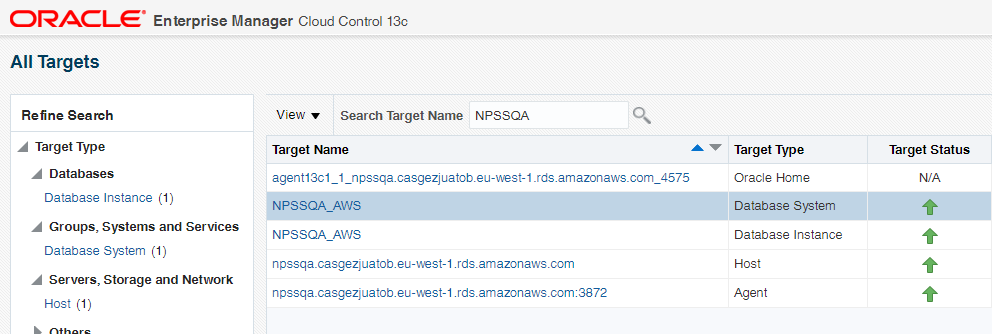 ORACLE Enterprise Manager Cloud Control 13c
All Targets
Refine Search
Target Type
Databases
Database Instance (1)
Groups, Systems and Services
Database System (1)
Servers, Storage and Network
Host (1)
Others
View Search Target Name NPSSQA
Target Name Target Type Target Status
agent13c1_1_npssqa.casgezjuatob.eu-west-1.rds.amazonaws.com_4575 Oracle Home N/A
NPSSQA_AWS Database System
NPSSQA_AWS Database Instance
npssqa.casgezjuatob.eu-west-1.rds.amazonaws.com Host
npssqa.casgezjuatob.eu-west-1.rds.amazonaws.com:3872 Agent